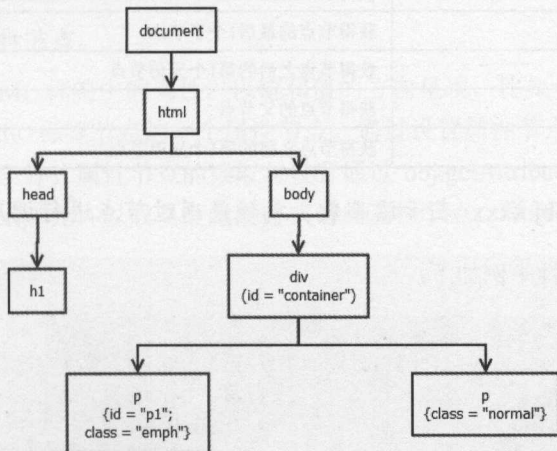 document
html
head
body
h1
div
(id = "container")
p
{id = "p1";
class = "emph"}
p
{class = "normal"}